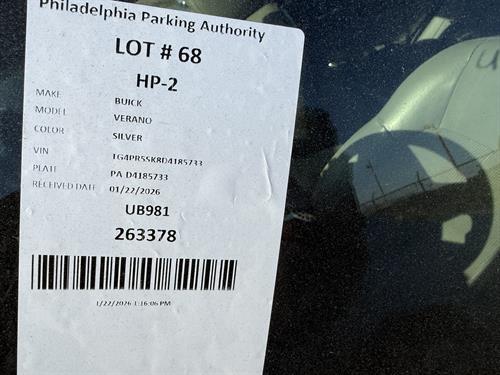 Philadelphia Parking Authority
LOT # 68
HP-2
MAKE BUICK
MODEL VERANO
COLOR SILVER
VIN 1G4PR5SK8D4185733
PLATE PA D4185733
RECEIVED DATE 01/22/2026
UB981
263378
1/22/2026 1:16:06 PM